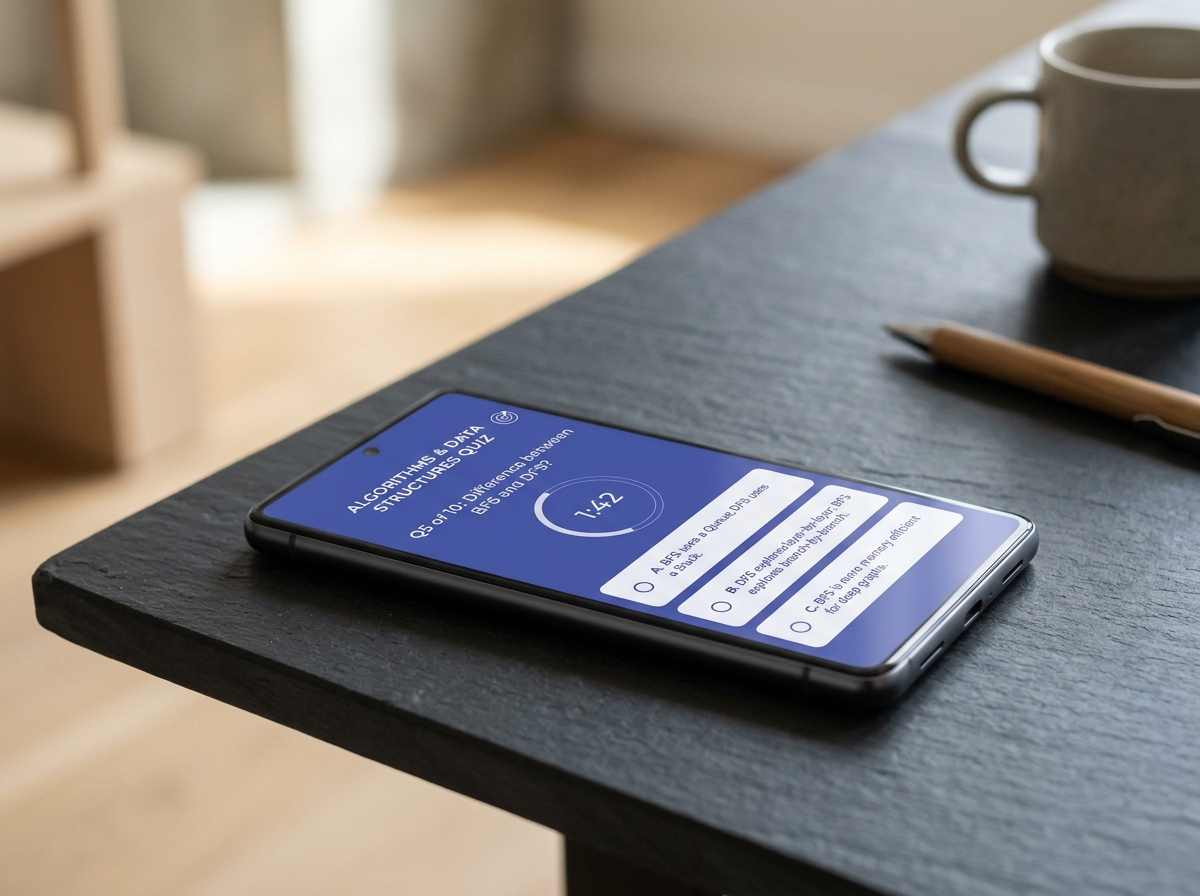 ALGORITHMS & DATA
STRUCTURES QUIZ
Q5 of 10: Difference between
BFS and DFS?
1:42
A. BFS uses a Queue, DFS uses
a Stack.
B. DFS explores layer-by-layer, BFS
explores branch-by-branch.
C. BFS is more memory efficient
for deep graphs.